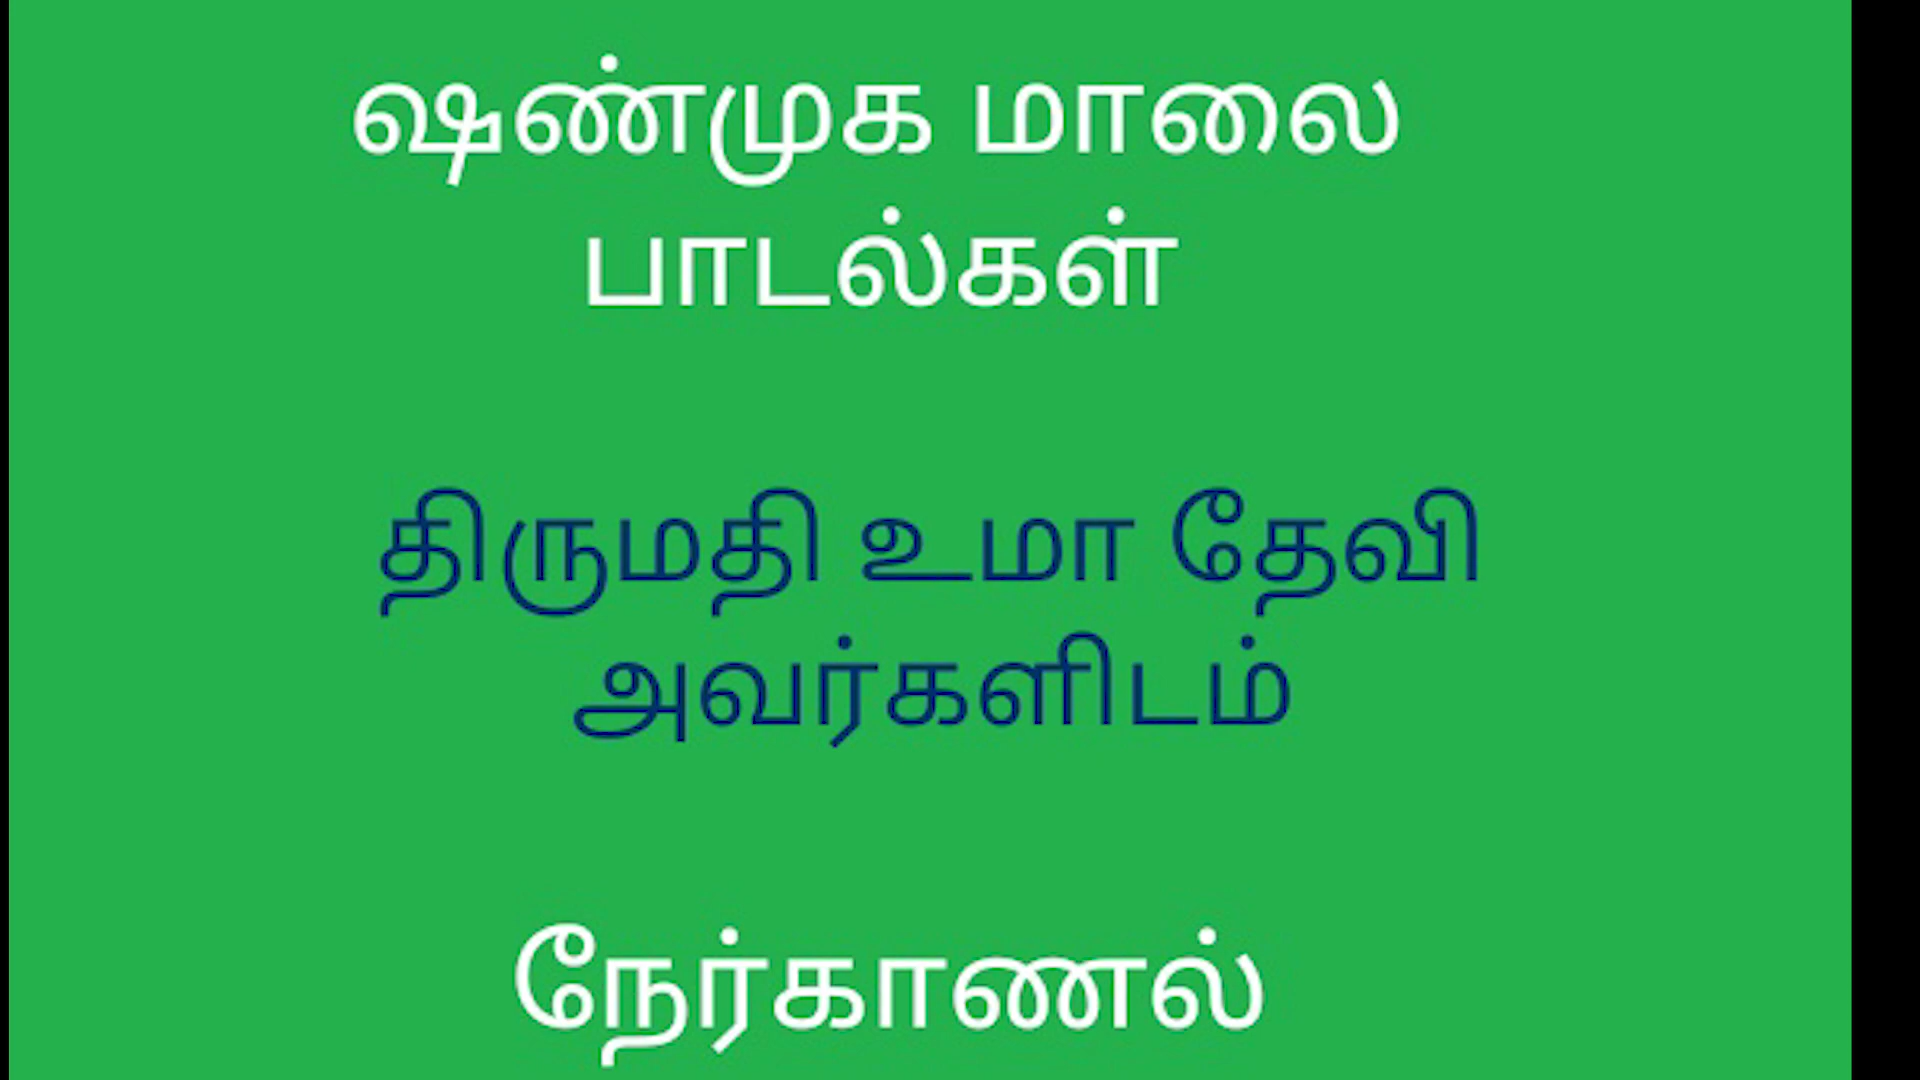 ஷண்முக மாலை
பாடல்கள்
திருமதி உமா தேவி
அவர்களிடம்
நேர்காணல்